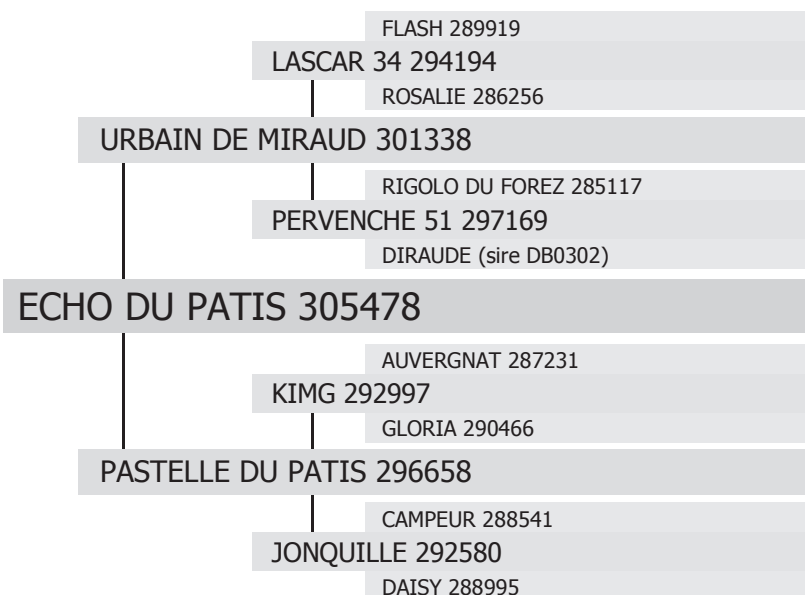 FLASH 289919
LASCAR 34 294194
ROSALIE 286256
URBAIN DE MIRAUD 301338
RIGOLO DU FOREZ 285117
PERVENCHE 51 297169
DIRAUDE (sire DB0302)
ECHO DU PATIS 305478
AUVERGNAT 287231
KIMG 292997
GLORIA 290466
PASTELLE DU PATIS 296658
CAMPEUR 288541
JONQUILLE 292580
DAISY 288995